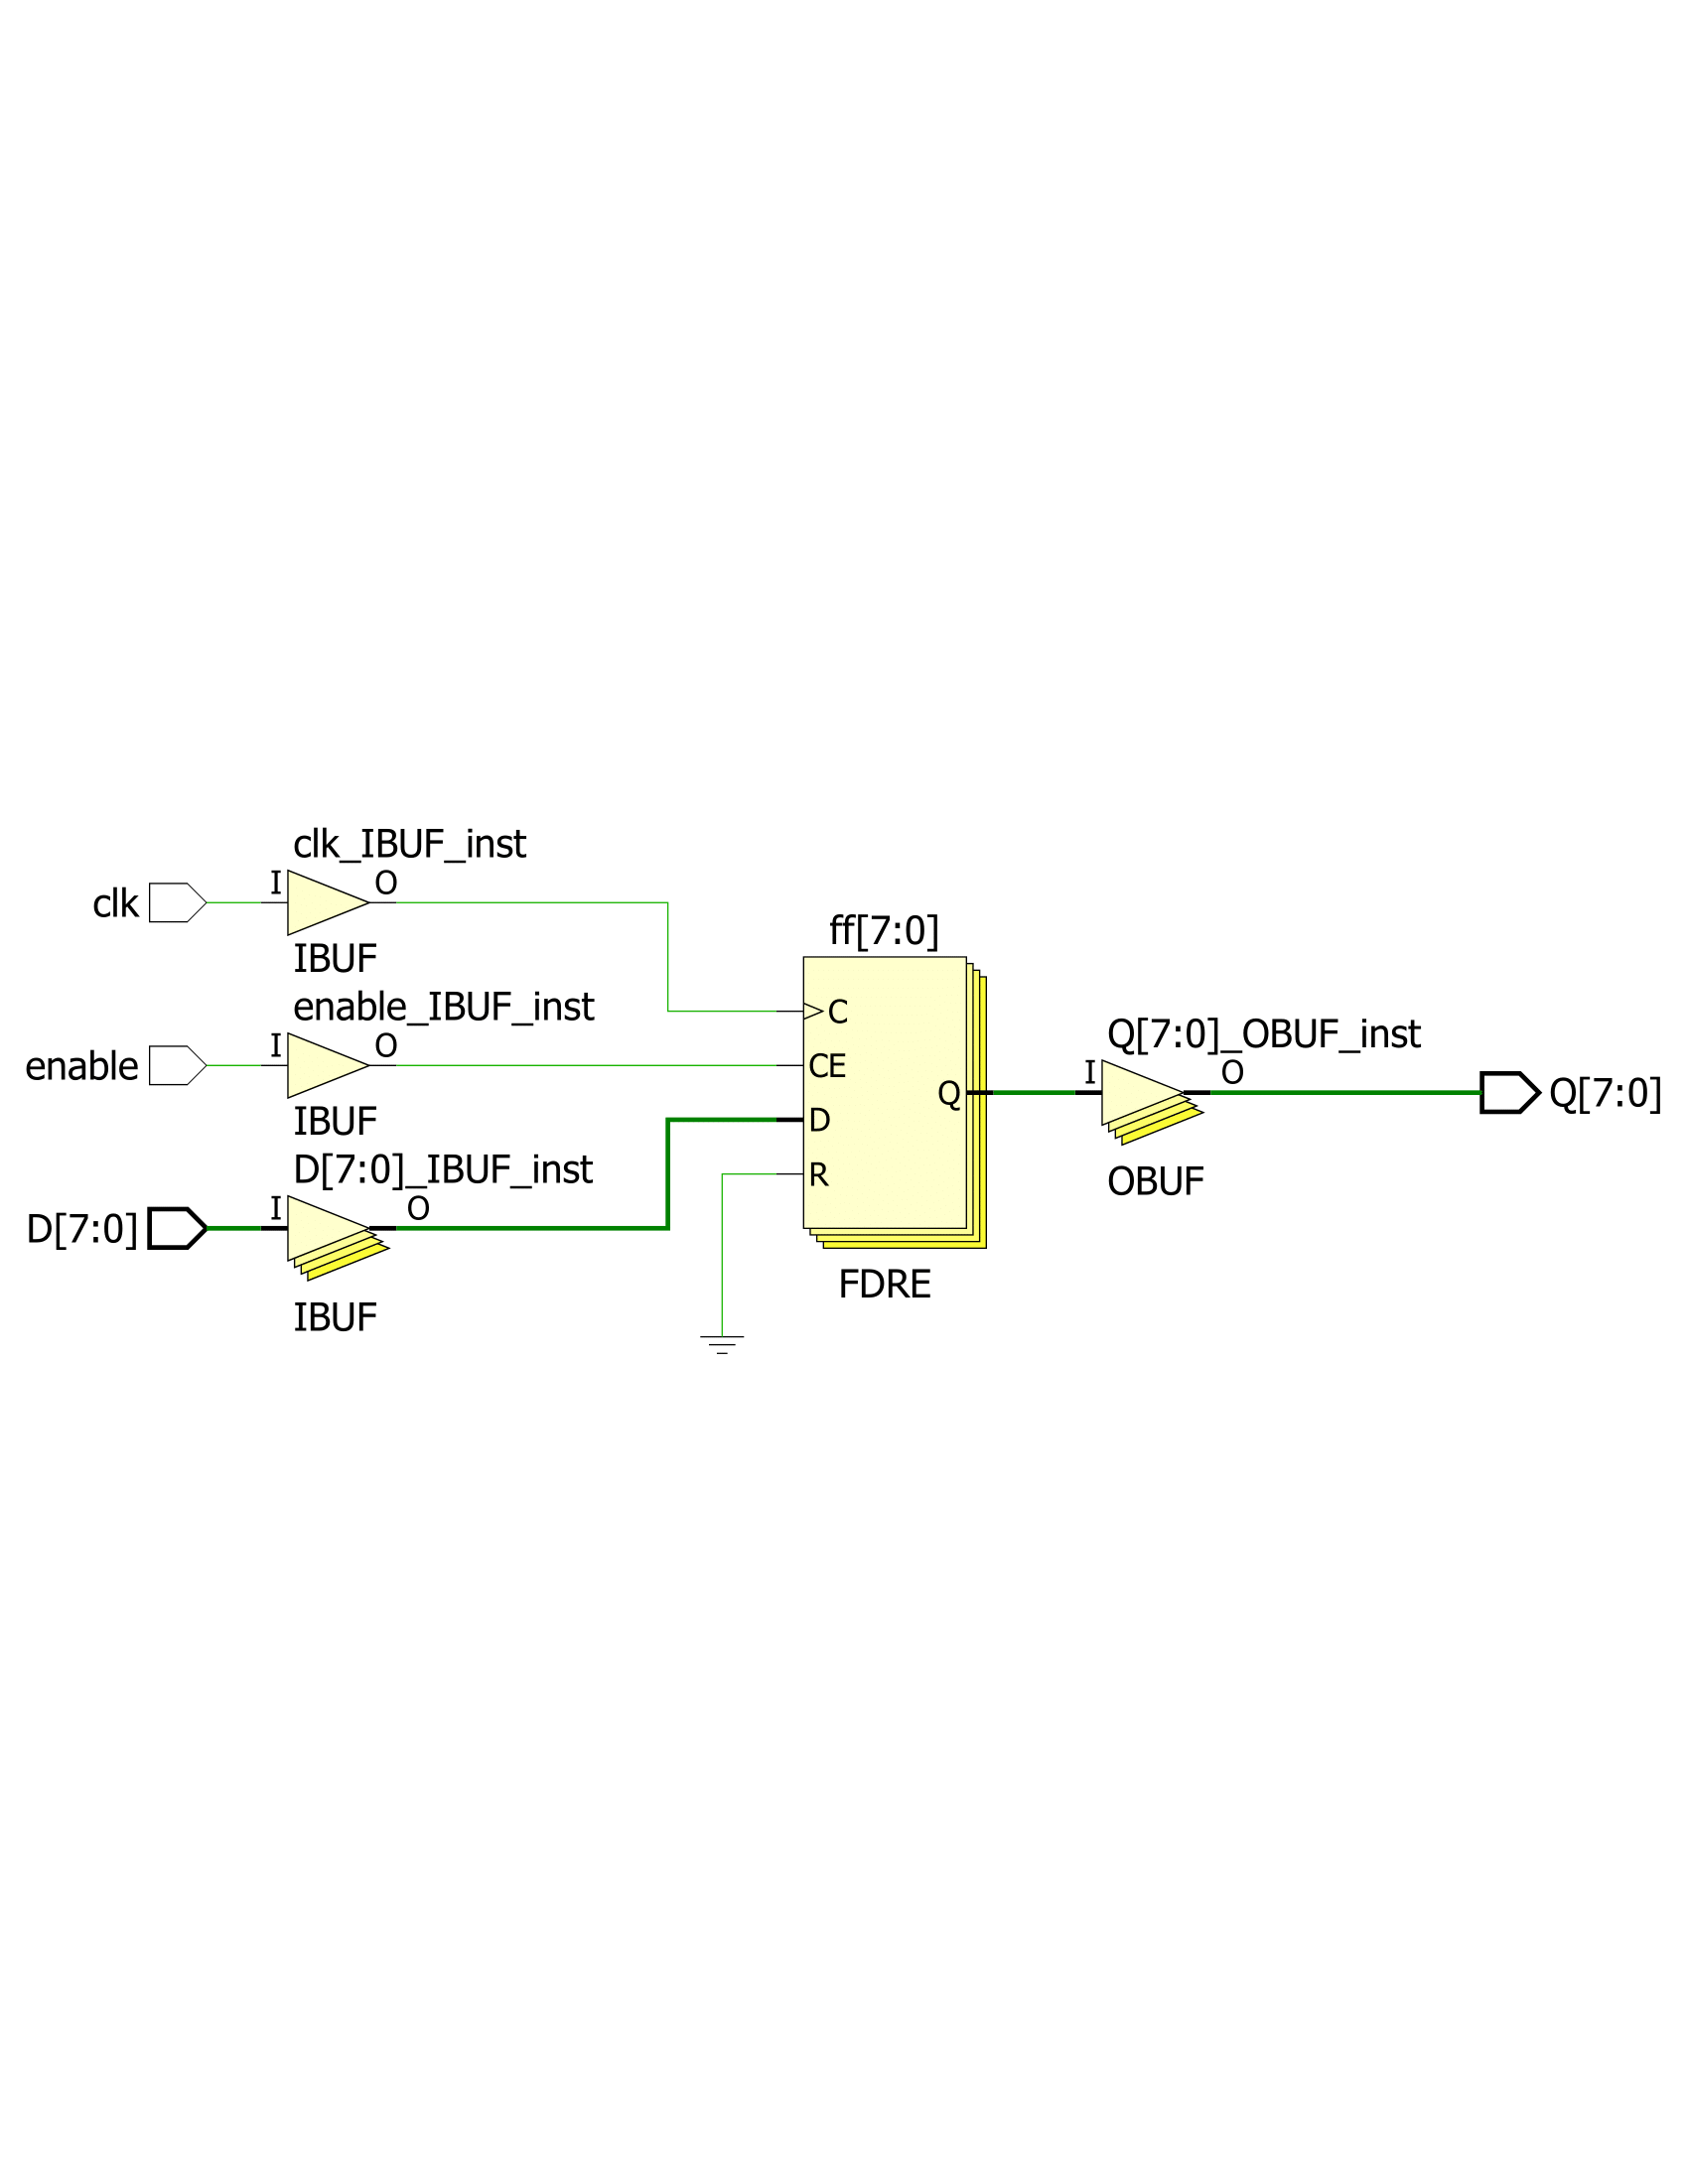 clk_IBUF_inst
clk
I
O
IBUF
enable_IBUF_inst
enable
I
O
IBUF
D[7:0]_IBUF_inst
D[7:0]
I
O
IBUF
ff[7:0]
C
CE
D
R
Q
FDRE
Q[7:0]_OBUF_inst
I
O
OBUF
Q[7:0]